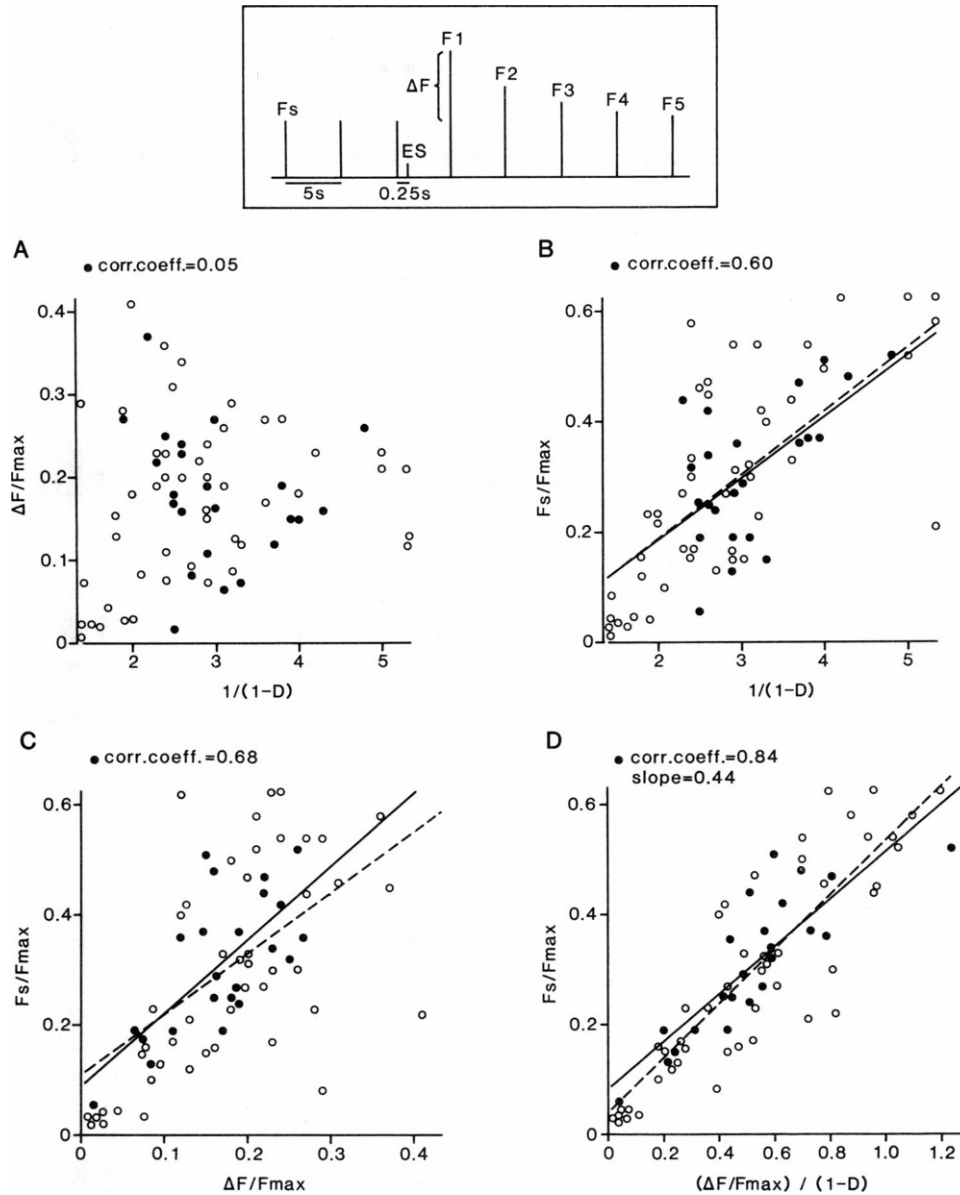 F1
ΔF
F2
F3
F4
F5
Fs
ES
5s
0.25s
A
● corr.coeff.=0.05
0.4
0.3
0.2
0.1
0
ΔF/Fmax
2
3
4
5
1/(1-D)
B
● corr.coeff.=0.60
0.6
0.4
0.2
0
Fs/Fmax
2
3
4
5
1/(1-D)
C
● corr.coeff.=0.68
0.6
0.4
0.2
0
Fs/Fmax
0
0.1
0.2
0.3
0.4
ΔF/Fmax
D
● corr.coeff.=0.84
slope=0.44
0.6
0.4
0.2
0
Fs/Fmax
0
0.2
0.4
0.6
0.8
1.0
1.2
(ΔF/Fmax) / (1-D)